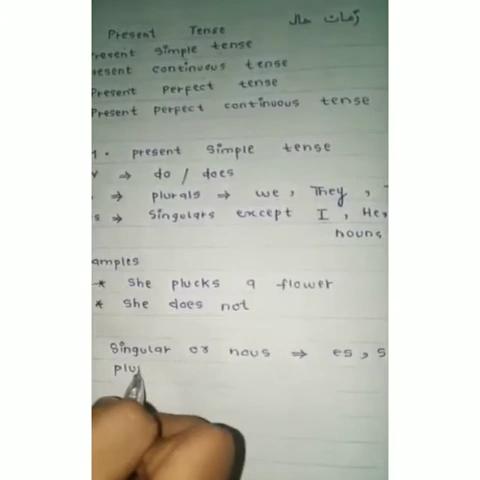 Present Tense زمات حال
resent simple tense
resent continuous tense
Present perfect tense
Present perfect continuous tense
1. present simple tense
⇒ do / does
⇒ plurals ⇒ we, They,
s ⇒ Singulars except I, He,
nouns
amples
* she plucks a flower
* she does not
Singular or nous ⇒ es, s
plu